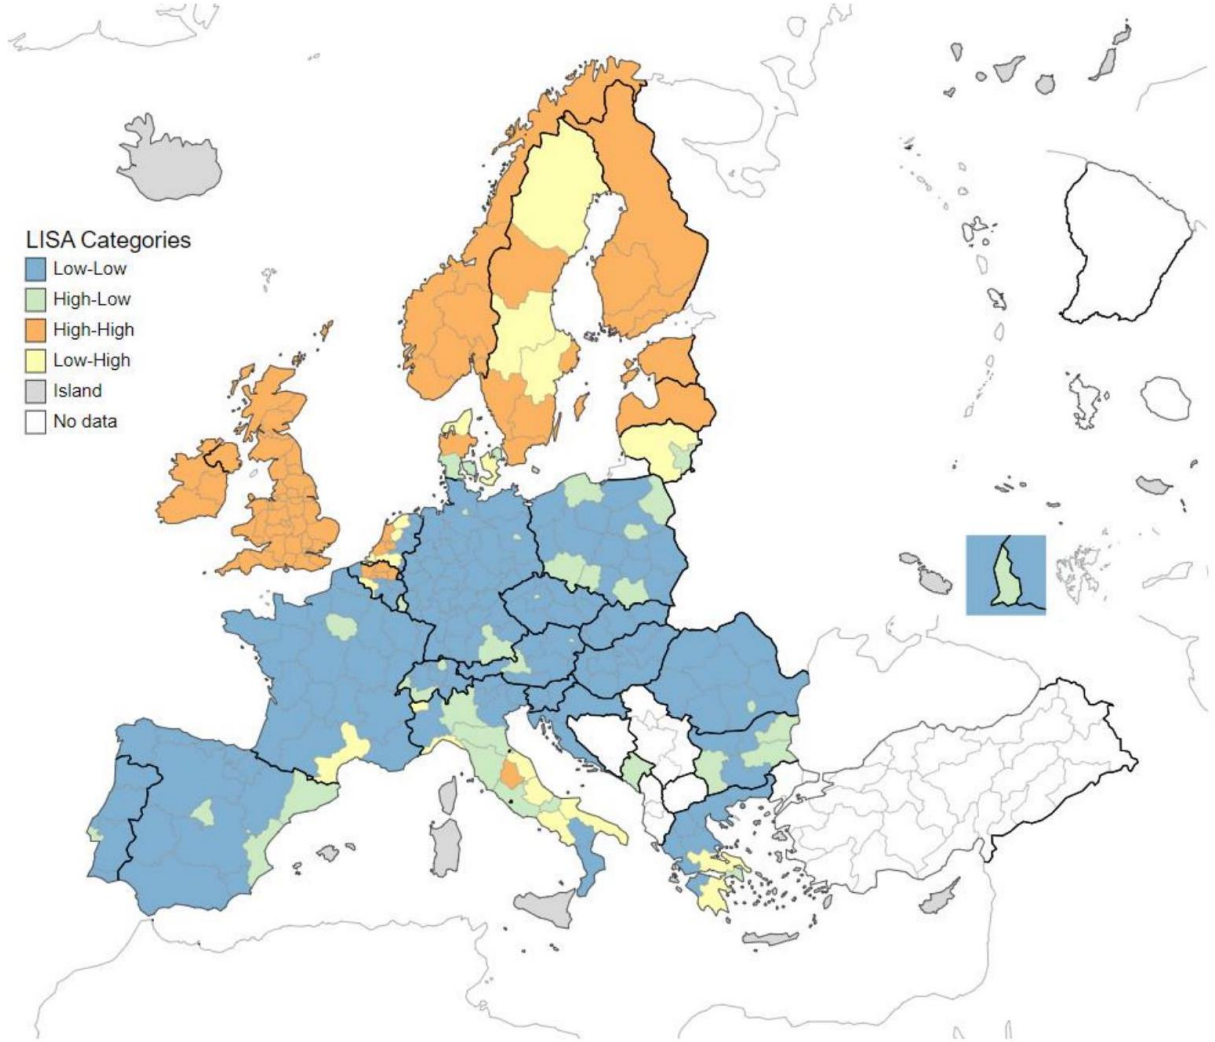 LISA Categories
Low-Low
High-Low
High-High
Low-High
Island
No data